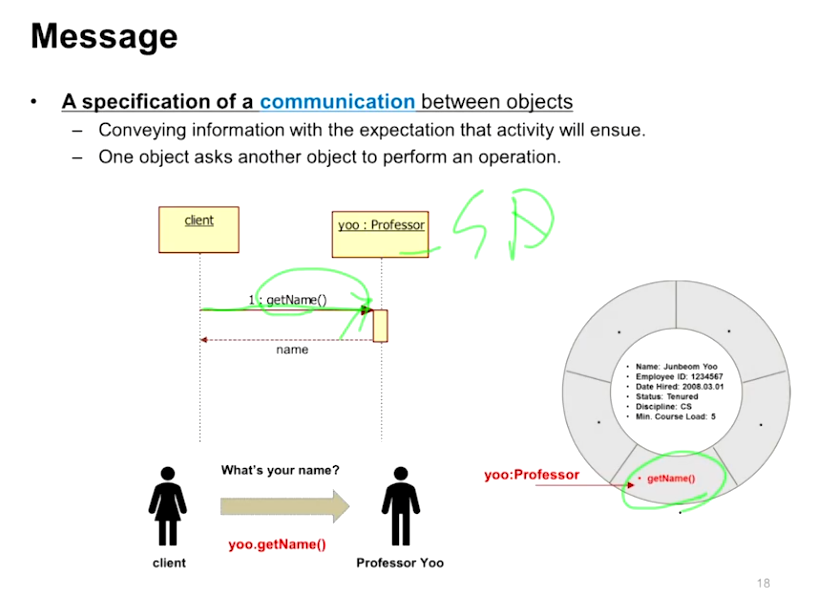 Message
• A specification of a communication between objects
– Conveying information with the expectation that activity will ensue.
– One object asks another object to perform an operation.
client
yoo : Professor
SD
1 : getName()
name
• Name: Junbeom Yoo
• Employee ID: 1234567
• Date Hired: 2008.03.01
• Status: Tenured
• Discipline: CS
• Min. Course Load: 5
What's your name?
yoo:Professor
• getName()
yoo.getName()
client
Professor Yoo
18